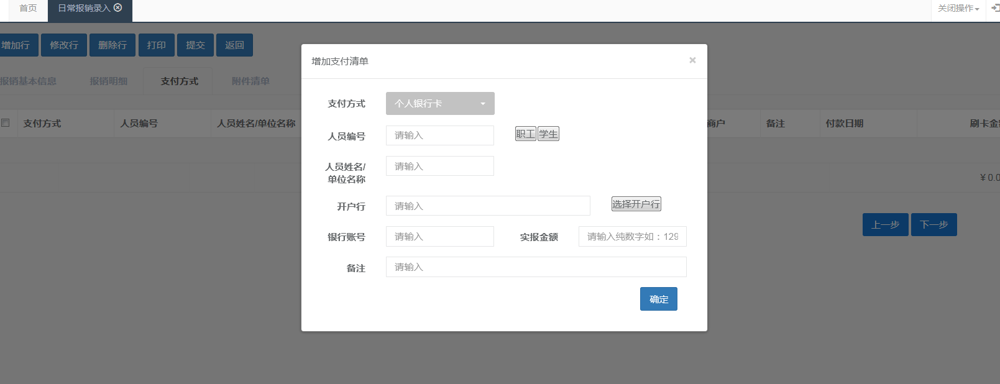 首页 日常报销录入 关闭操作
增加行 修改行 删除行 打印 提交 返回
增加支付清单 ×
报销基本信息 报销明细 支付方式 附件清单
支付方式 个人银行卡
支付方式 人员编号 人员姓名/单位名称 商户 备注 付款日期 刷卡金额
人员编号 请输入 职工 学生
人员姓名/ 请输入
单位名称
¥0.0
开户行 请输入 选择开户行
上一步 下一步
银行账号 请输入 实报金额 请输入纯数字如：129
备注 请输入
确定